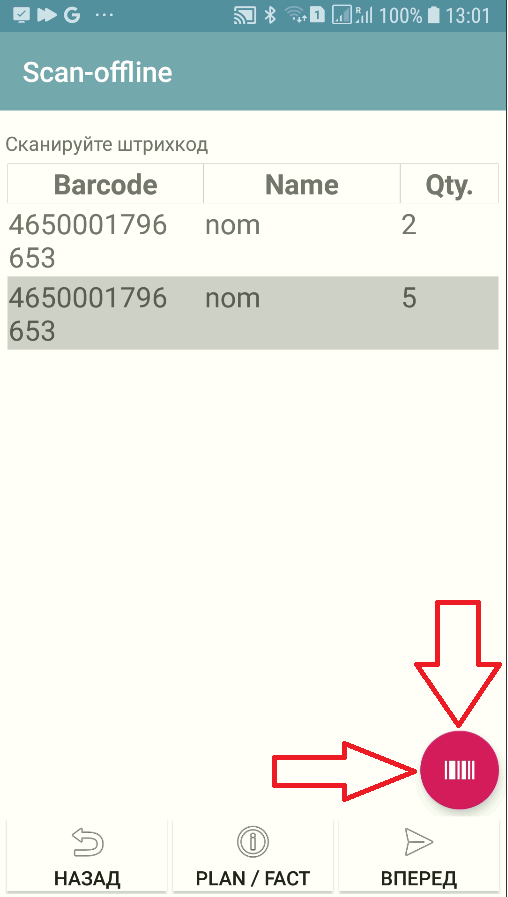 100% 13:01
Scan-offline
Сканируйте штрихкод
Barcode Name Qty.
4650001796 nom 2
653
4650001796 nom 5
653
НАЗАД PLAN / FACT ВПЕРЕД